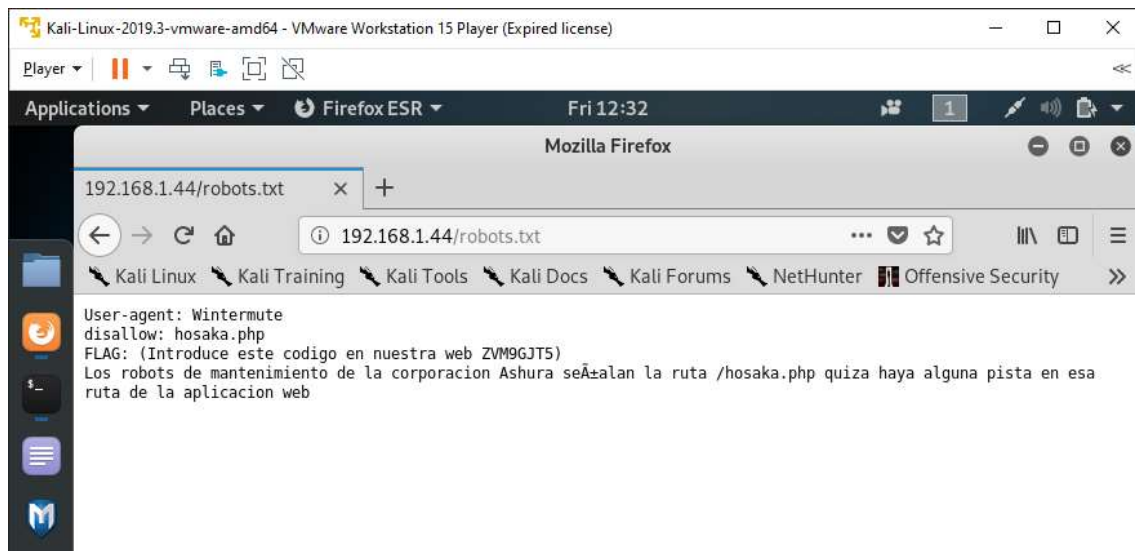 Kali-Linux-2019.3-vmware-amd64 - VMware Workstation 15 Player (Expired license)
Player
Applications Places Firefox ESR Fri 12:32 1
Mozilla Firefox
192.168.1.44/robots.txt
192.168.1.44/robots.txt
Kali Linux Kali Training Kali Tools Kali Docs Kali Forums NetHunter Offensive Security
User-agent: Wintermute
disallow: hosaka.php
FLAG: (Introduce este codigo en nuestra web ZVM9GJT5)
Los robots de mantenimiento de la corporacion Ashura seÃ±alan la ruta /hosaka.php quiza haya alguna pista en esa
ruta de la aplicacion web